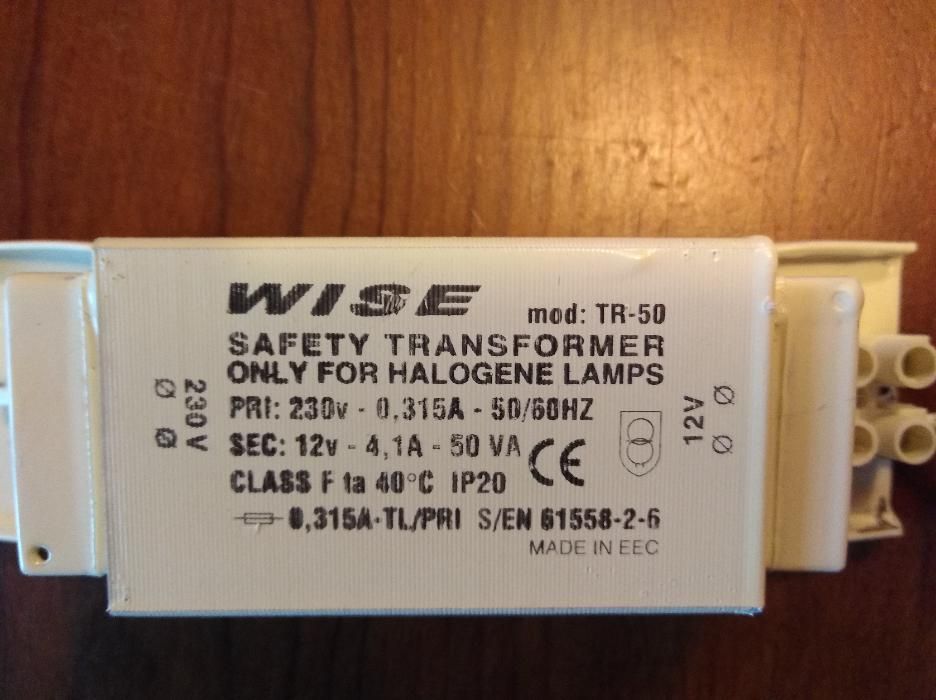 WISE mod: TR-50
SAFETY TRANSFORMER
ONLY FOR HALOGENE LAMPS
PRI: 230v - 0,315A - 50/60HZ
SEC: 12v - 4,1A - 50 VA
CE
CLASS F ta 40°C IP20
0,315A-TL/PRI S/EN 61558-2-6
MADE IN EEC
230V
12V